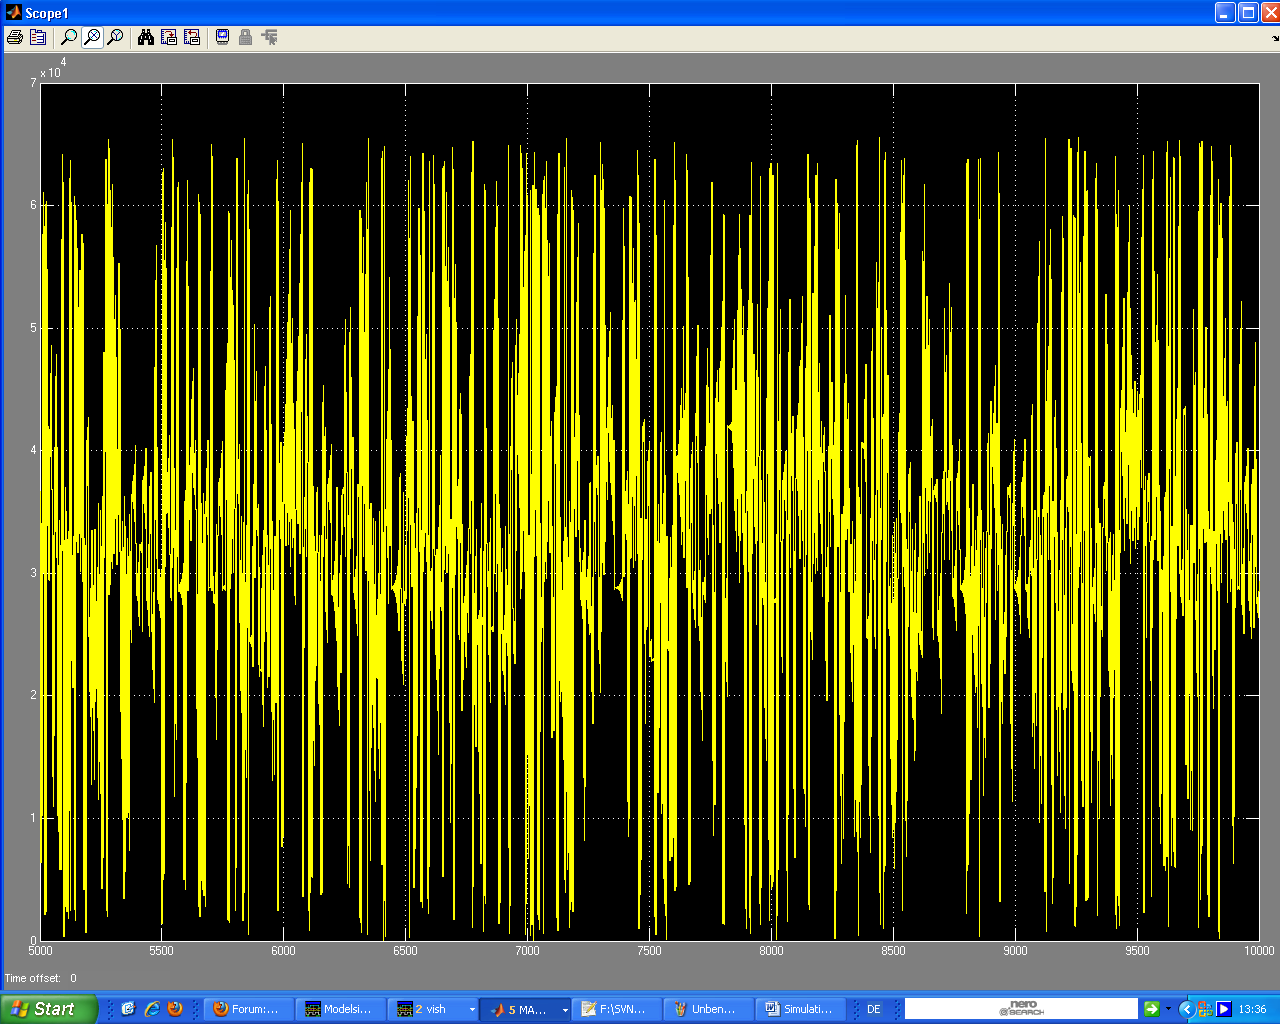 Scope1
x 10
4
7
6
5
4
3
2
1
0
5000 5500 6000 6500 7000 7500 8000 8500 9000 9500 10000
Time offset: 0
Start Forum:... Modelsi... 2 vish 5 MA... F:\SVN... Unben... Simulati... DE nero SEARCH 13:36